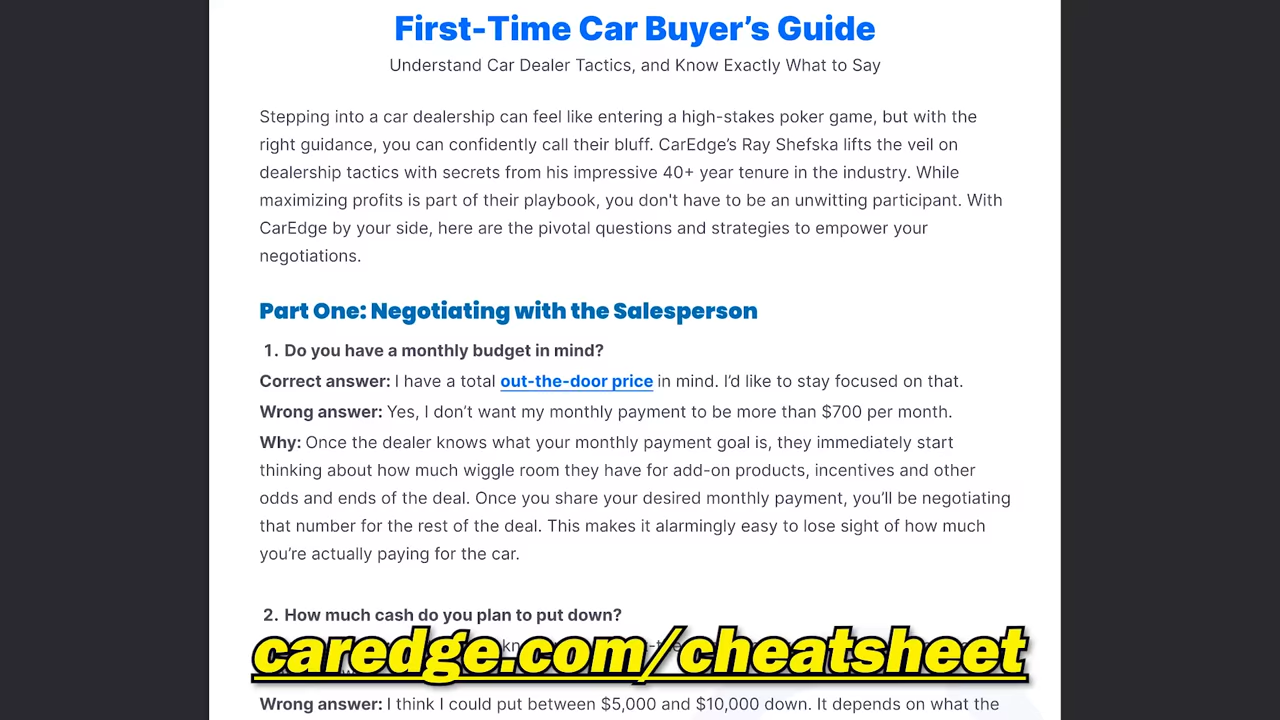 First-Time Car Buyer's Guide
Understand Car Dealer Tactics, and Know Exactly What to Say
Stepping into a car dealership can feel like entering a high-stakes poker game, but with the
right guidance, you can confidently call their bluff. CarEdge’s Ray Shefska lifts the veil on
dealership tactics with secrets from his impressive 40+ year tenure in the industry. While
maximizing profits is part of their playbook, you don't have to be an unwitting participant. With
CarEdge by your side, here are the pivotal questions and strategies to empower your
negotiations.
Part One: Negotiating with the Salesperson
1. Do you have a monthly budget in mind?
Correct answer: I have a total out-the-door price in mind. I’d like to stay focused on that.
Wrong answer: Yes, I don’t want my monthly payment to be more than $700 per month.
Why: Once the dealer knows what your monthly payment goal is, they immediately start
thinking about how much wiggle room they have for add-on products, incentives and other
odds and ends of the deal. Once you share your desired monthly payment, you’ll be negotiating
that number for the rest of the deal. This makes it alarmingly easy to lose sight of how much
you’re actually paying for the car.
2. How much cash do you plan to put down?
caredge.com/cheatsheet
Wrong answer: I think I could put between $5,000 and $10,000 down. It depends on what the